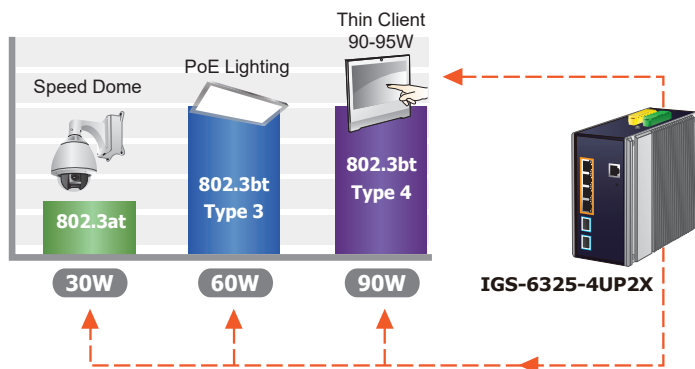 Thin Client
90-95W
PoE Lighting
Speed Dome
802.3at
802.3bt
Type 3
802.3bt
Type 4
30W
60W
90W
IGS-6325-4UP2X